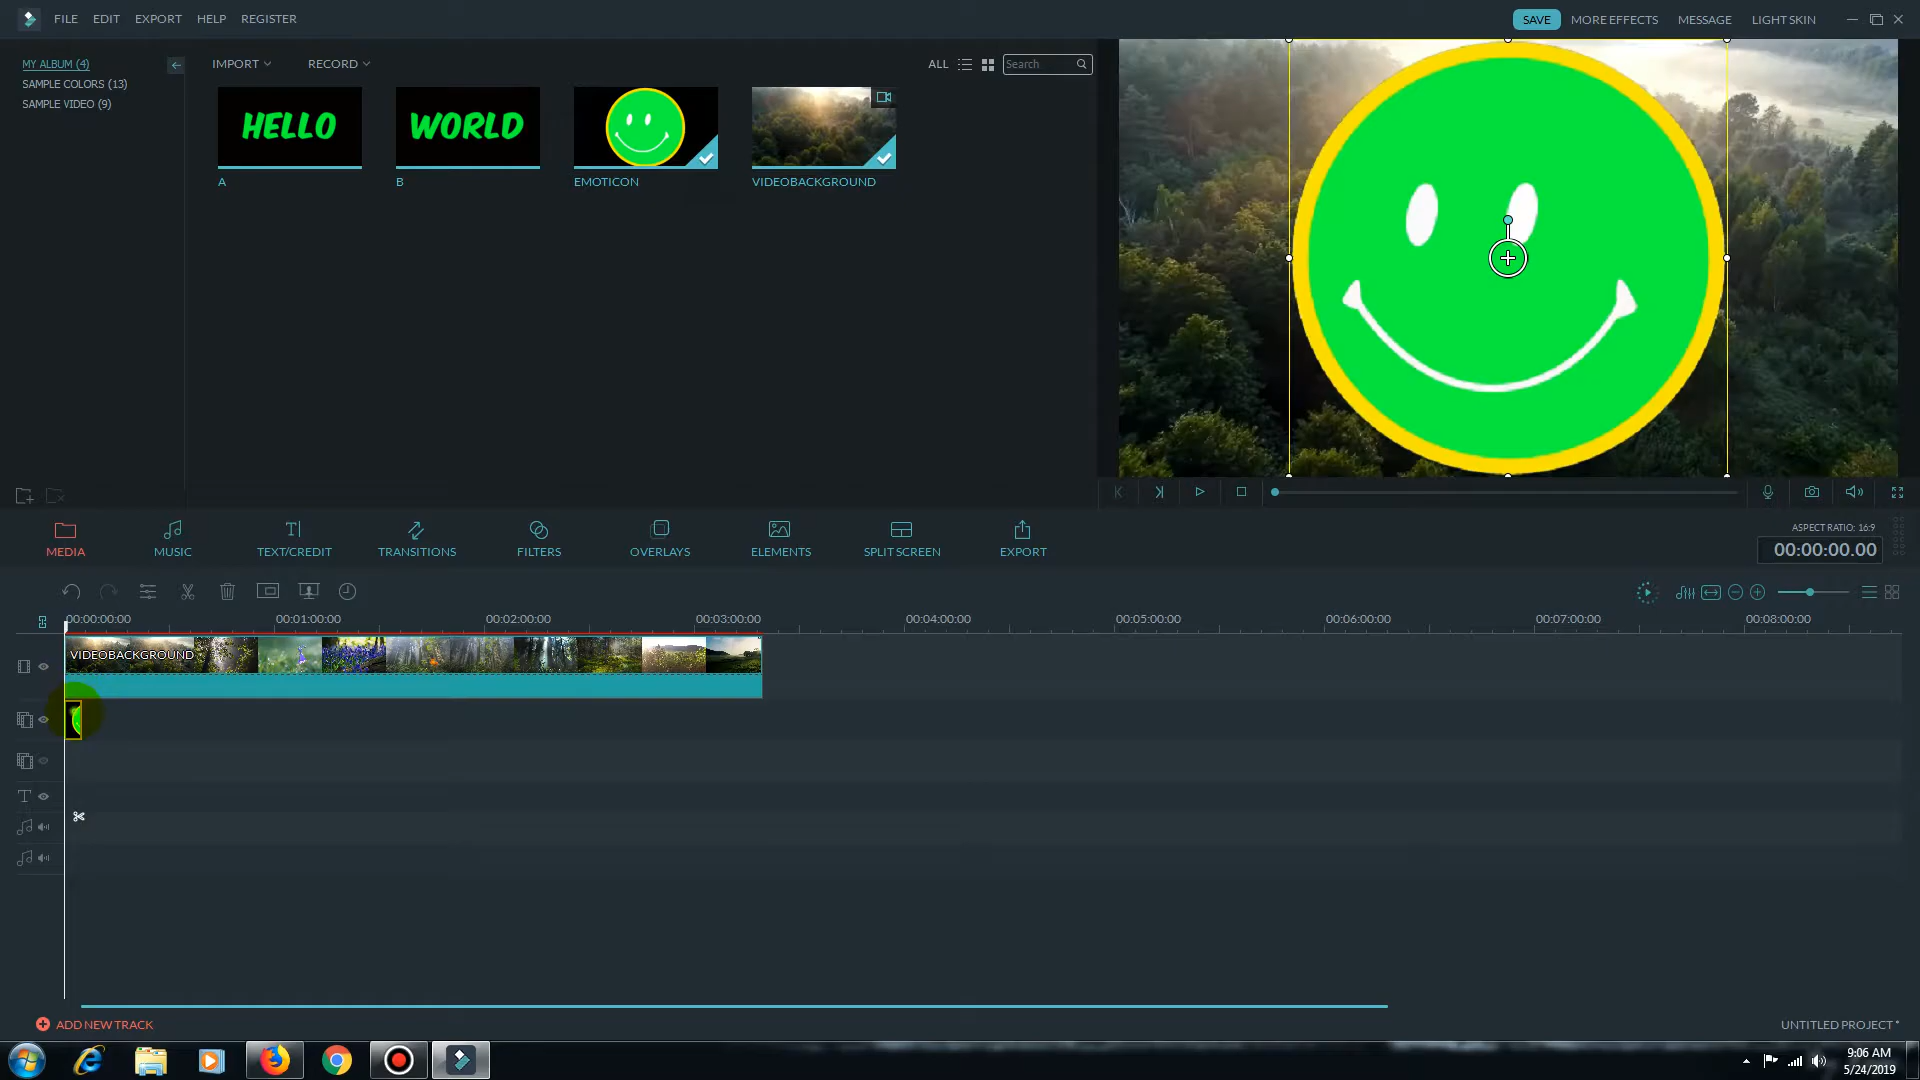 FILE EDIT EXPORT HELP REGISTER
SAVE MORE EFFECTS MESSAGE LIGHT SKIN
MY ALBUM (4)
SAMPLE COLORS (13)
SAMPLE VIDEO (9)
IMPORT RECORD ALL Search
HELLO WORLD
A B EMOTICON VIDEOBACKGROUND
MEDIA MUSIC TEXT/CREDIT TRANSITIONS FILTERS OVERLAYS ELEMENTS SPLIT SCREEN EXPORT
ASPECT RATIO: 16:9
00:00:00.00
00:00:00:00 00:01:00:00 00:02:00:00 00:03:00:00 00:04:00:00 00:05:00:00 00:06:00:00 00:07:00:00 00:08:00:00
VIDEOBACKGROUND
ADD NEW TRACK
UNTITLED PROJECT *
9:06 AM
5/24/2019